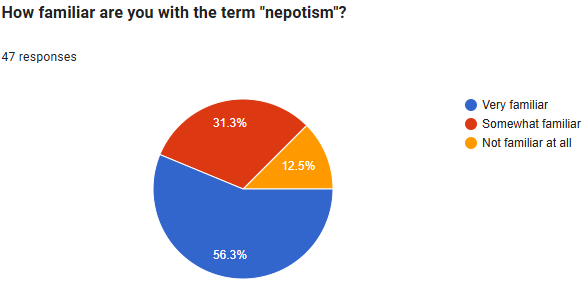 How familiar are you with the term "nepotism"?
47 responses
Very familiar
Somewhat familiar
Not familiar at all
31.3%
12.5%
56.3%